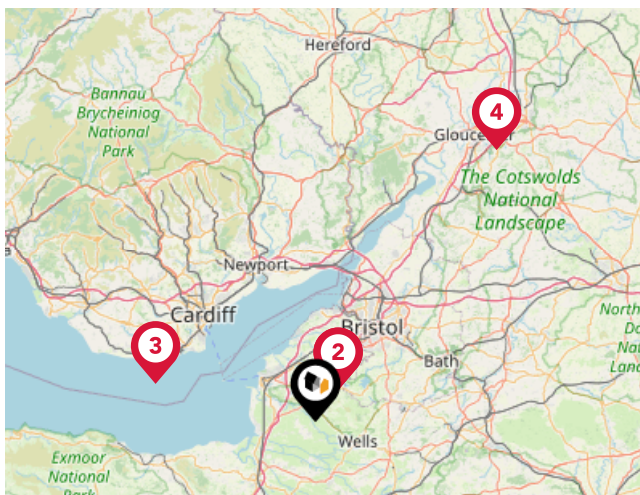 Hereford
Bannau
Brycheiniog
National
Park
4
The Cotswolds
National
Landscape
a
Newport
Cardiff
3
Bristol
2
Bath
Wells
Exmoor
National
Park